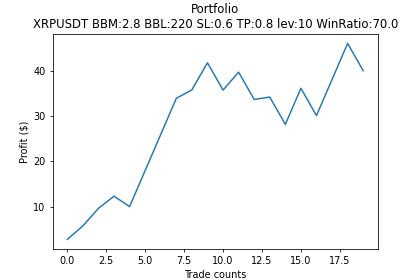 Portfolio
XRPUSDT BBM:2.8 BBL:220 SL:0.6 TP:0.8 lev:10 WinRatio:70.0
Profit ($)
40
30
20
10
0.0 2.5 5.0 7.5 10.0 12.5 15.0 17.5
Trade counts